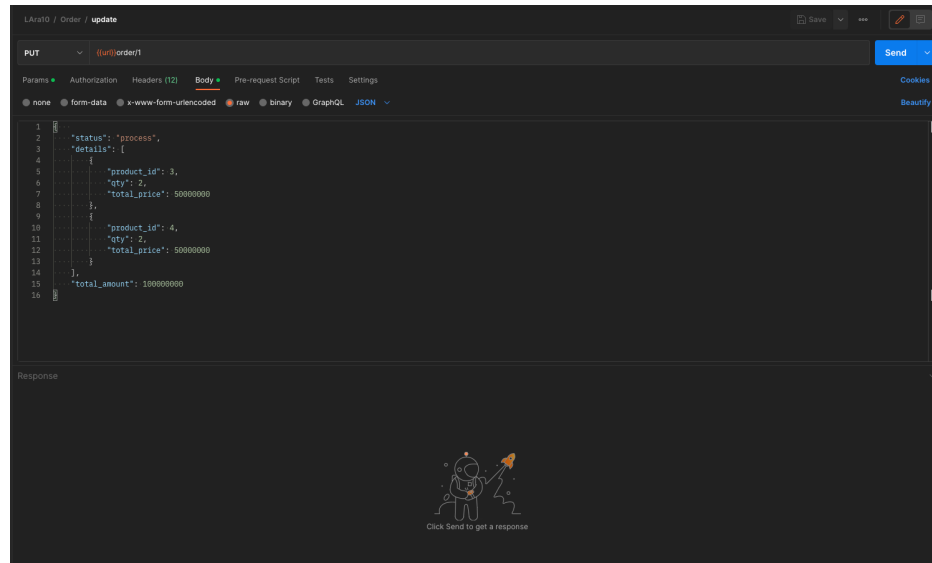 LAra10 / Order / update
Save
PUT
{{url}}order/1
Send
Params
Authorization
Headers (12)
Body
Pre-request Script
Tests
Settings
Cookies
none
form-data
x-www-form-urlencoded
raw
binary
GraphQL
JSON
Beautify
1 {
2 "status": "process",
3 "details": [
4 {
5 "product_id": 3,
6 "qty": 2,
7 "total_price": 50000000
8 },
9 {
10 "product_id": 4,
11 "qty": 2,
12 "total_price": 50000000
13 }
14 ],
15 "total_amount": 100000000
16 }
Response
Click Send to get a response